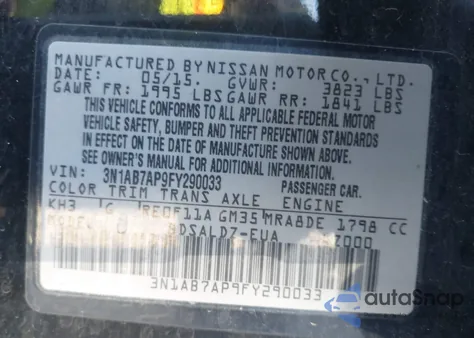 MANUFACTURED BY NISSAN MOTOR CO., LTD.
DATE: 05/15. GVWR: 3823 LBS
GAWR FR: 1995 LBS GAWR RR: 1841 LBS
THIS VEHICLE CONFORMS TO ALL APPLICABLE FEDERAL MOTOR
VEHICLE SAFETY, BUMPER AND THEFT PREVENTION STANDARDS
IN EFFECT ON THE DATE OF MANUFACTURE SHOWN ABOVE.
SEE OWNER'S MANUAL FOR ADDITIONAL INFORMATION.
VIN: 3N1AB7AP9FY290033 PASSENGER CAR.
COLOR TRIM TRANS AXLE ENGINE
KH3 G RE0F11A GM35 MRA8DE 1798 CC
MODEL BDSALDZ-EUA
3N1AB7AP9FY290033
autoSnap